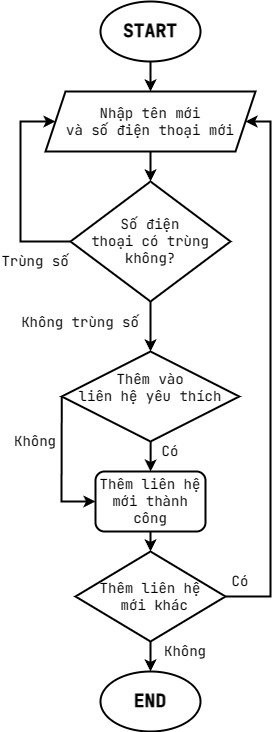 START
Nhập tên mới
và số điện thoại mới
Số điện
thoại có trùng
không?
Trùng số
Không trùng số
Thêm vào
liên hệ yêu thích
Không
Có
Thêm liên hệ
mới thành
công
Thêm liên hệ
mới khác
Có
Không
END